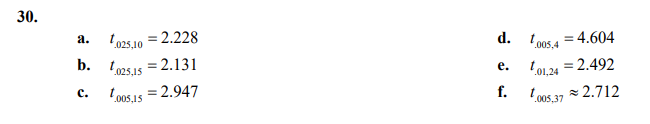 30.
a. t.025,10 = 2.228
b. t.025,15 = 2.131
c. t.005,15 = 2.947
d. t.005,4 = 4.604
e. t.01,24 = 2.492
f. t.005,37 ≈ 2.712